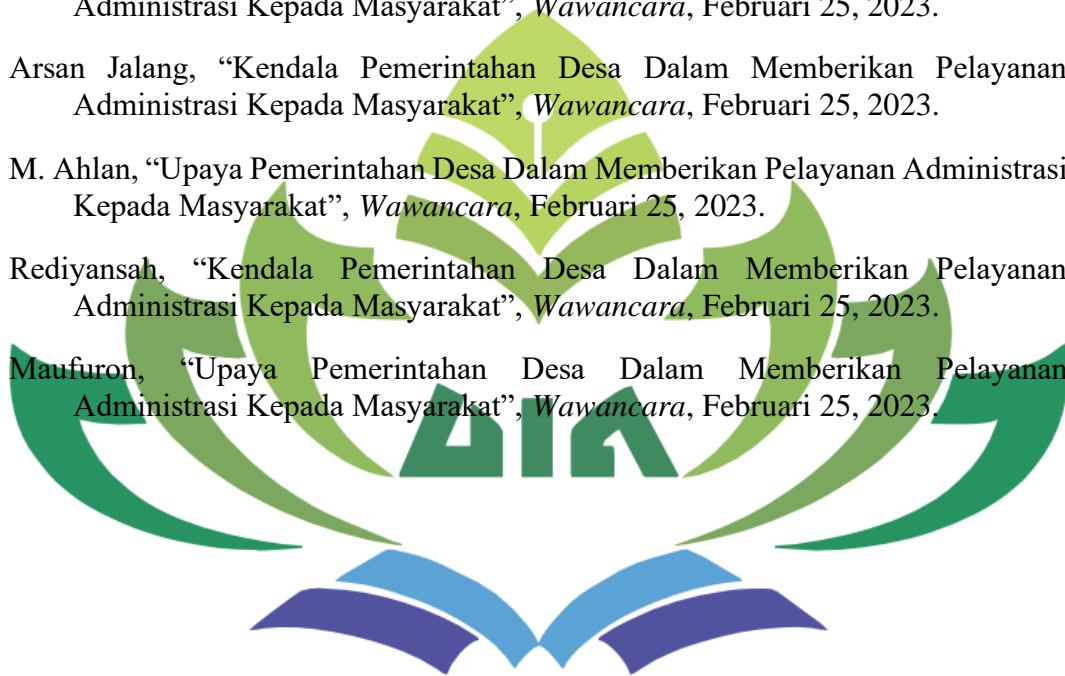 Administrasi Kepada Masyarakat”, Wawancara, Februari 25, 2023.
Arsan Jalang, “Kendala Pemerintahan Desa Dalam Memberikan Pelayanan
Administrasi Kepada Masyarakat”, Wawancara, Februari 25, 2023.
M. Ahlan, “Upaya Pemerintahan Desa Dalam Memberikan Pelayanan Administrasi
Kepada Masyarakat”, Wawancara, Februari 25, 2023.
Rediyansah, “Kendala Pemerintahan Desa Dalam Memberikan Pelayanan
Administrasi Kepada Masyarakat”, Wawancara, Februari 25, 2023.
Maufuron, “Upaya Pemerintahan Desa Dalam Memberikan Pelayanan
Administrasi Kepada Masyarakat”, Wawancara, Februari 25, 2023.